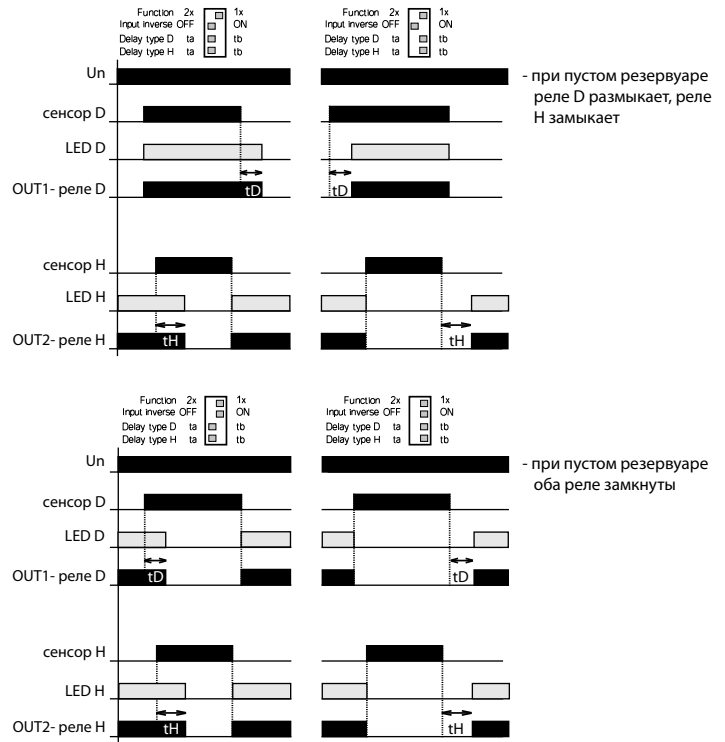 Function 2x 1x
Input inverse OFF ON
Delay type D ta tb
Delay type H ta tb
Function 2x 1x
Input inverse OFF ON
Delay type D ta tb
Delay type H ta tb
Un
- при пустом резервуаре
реле D размыкает, реле
H замыкает
сенсор D
LED D
OUT1- реле D
tD
tD
сенсор H
LED H
OUT2- реле H
tH
tH
Function 2x 1x
Input inverse OFF ON
Delay type D ta tb
Delay type H ta tb
Function 2x 1x
Input inverse OFF ON
Delay type D ta tb
Delay type H ta tb
Un
- при пустом резервуаре
оба реле замкнуты
сенсор D
LED D
OUT1- реле D
tD
tD
сенсор H
LED H
OUT2- реле H
tH
tH